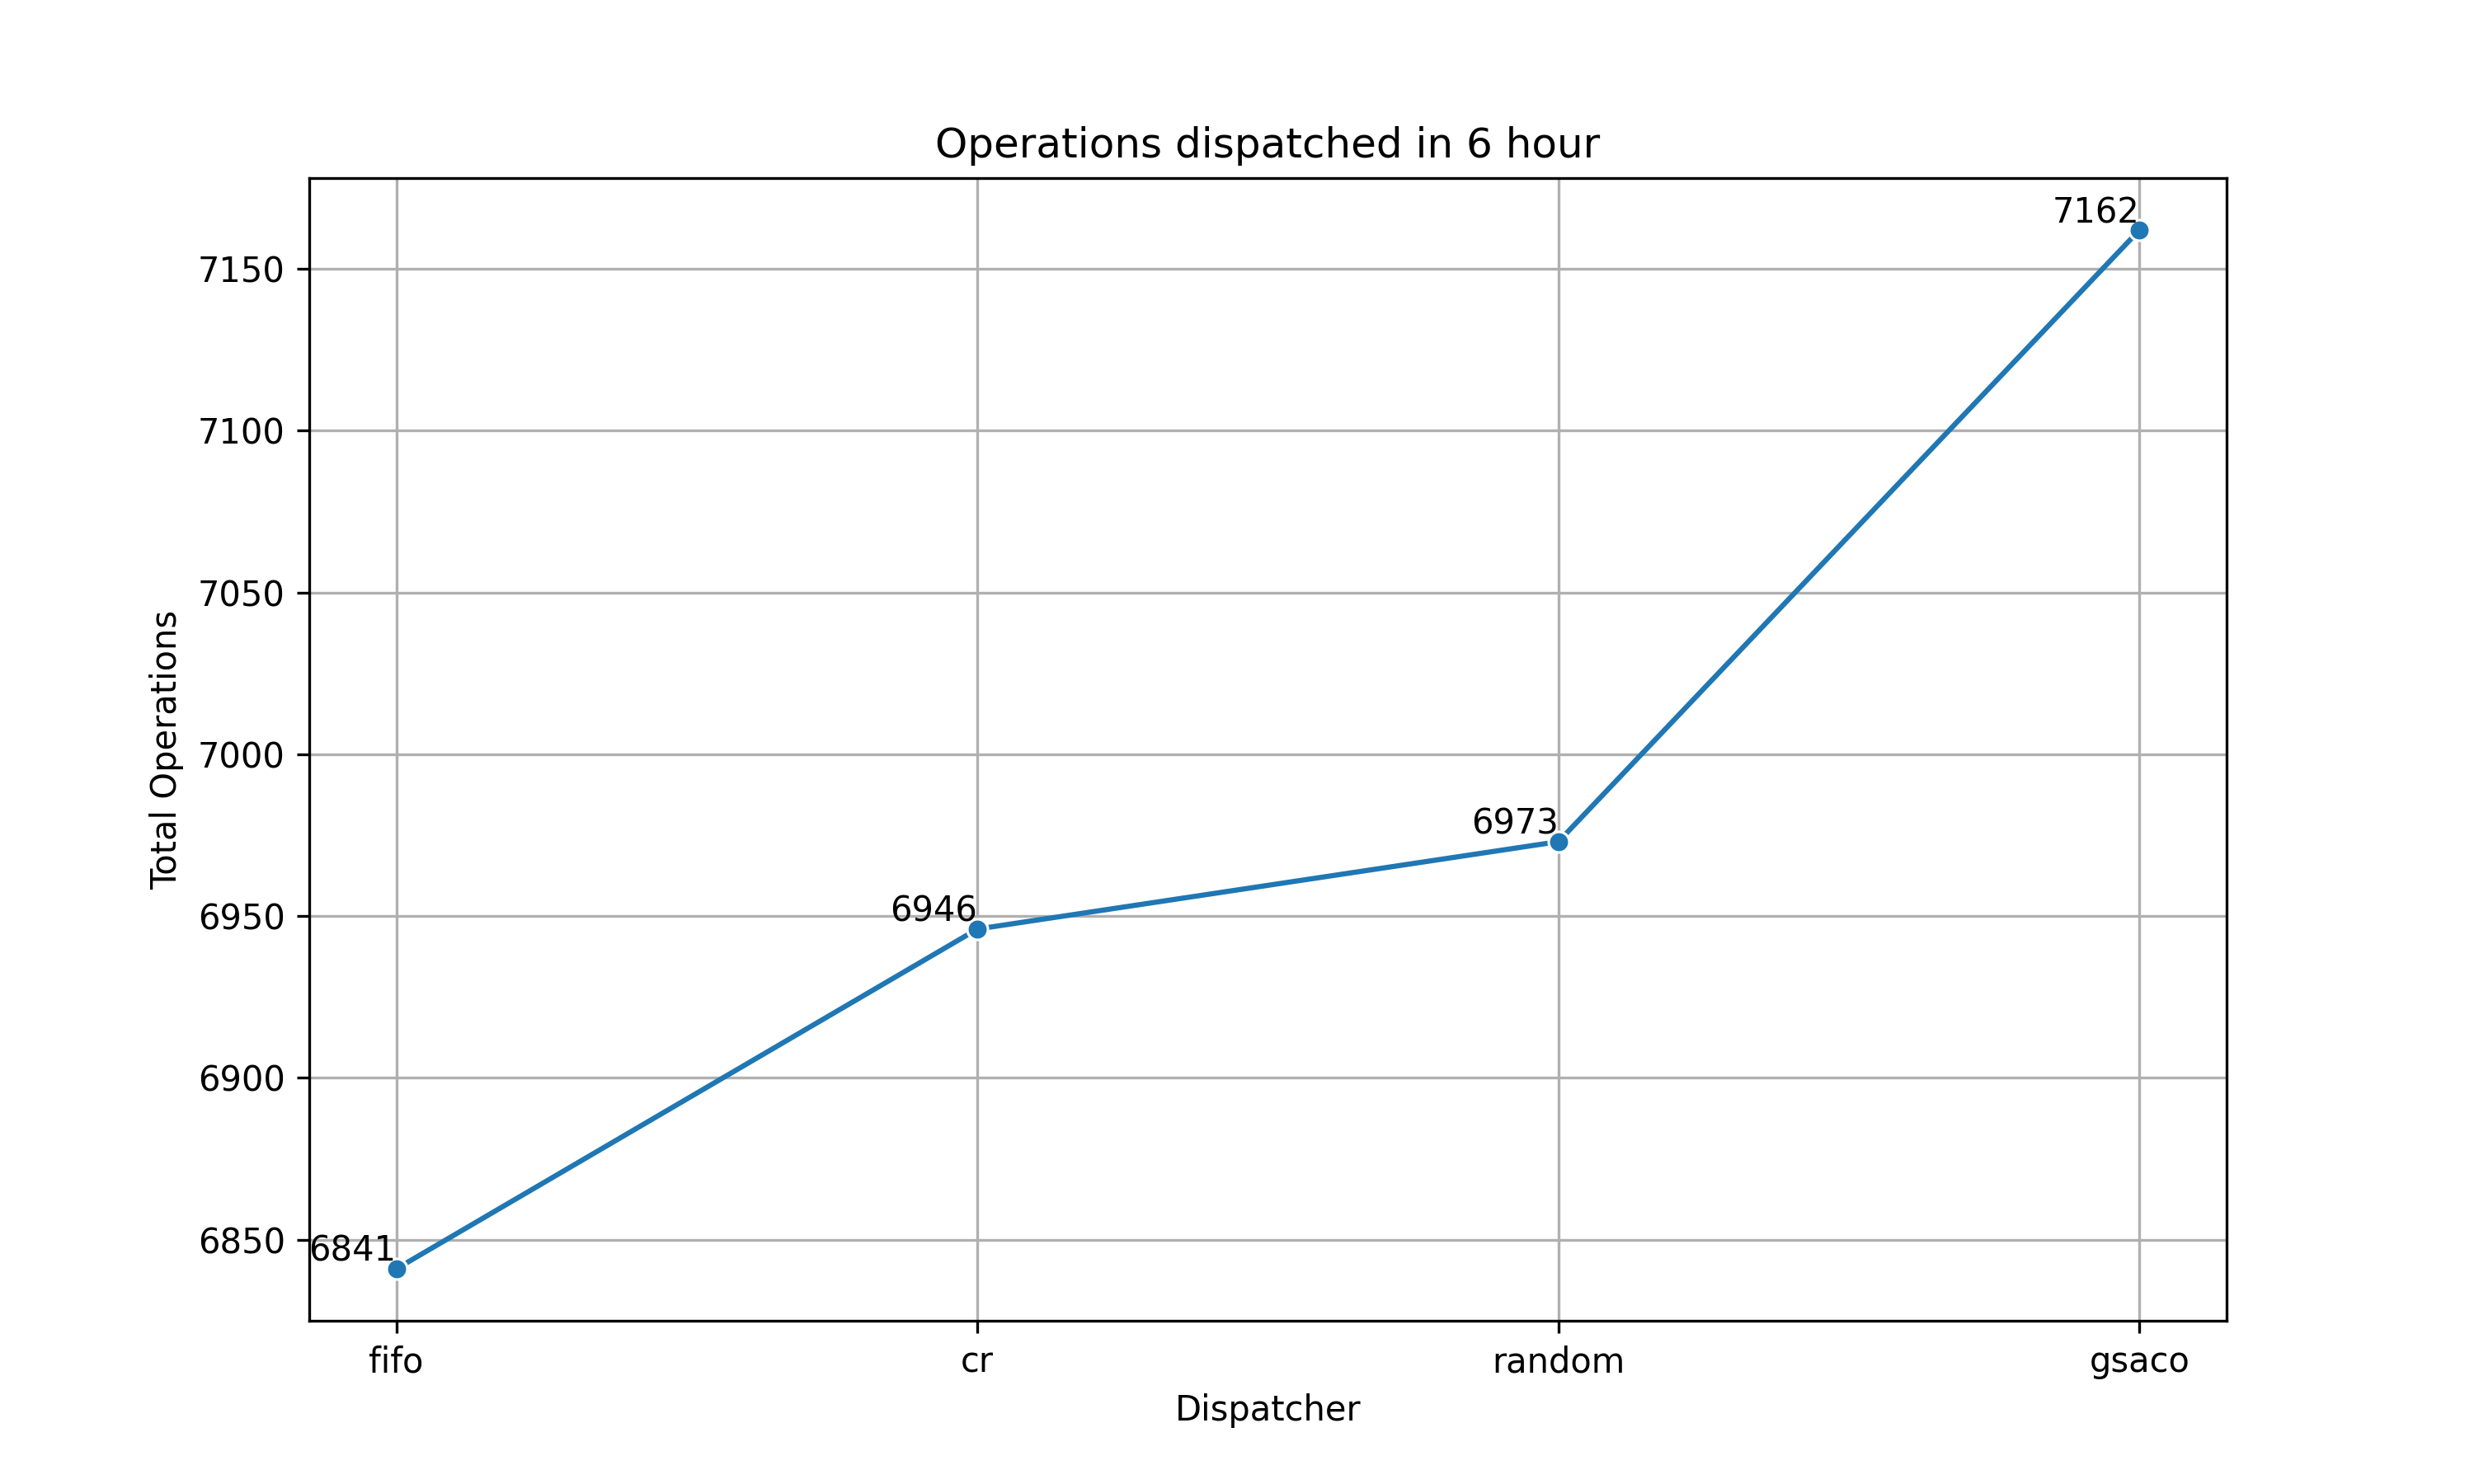 Operations dispatched in 6 hour
7150
7100
7050
7000
6950
6900
6850
Total Operations
6841
6946
6973
7162
fifo
cr
random
gsaco
Dispatcher